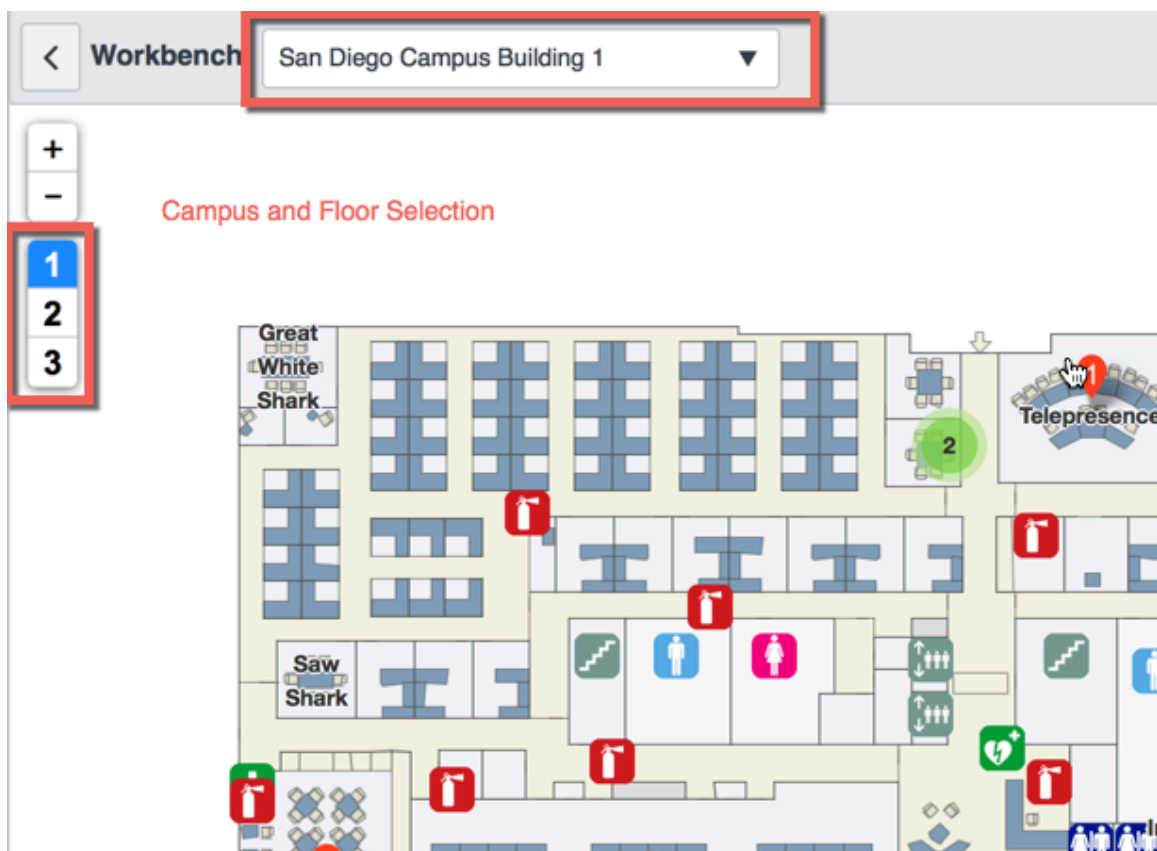 Workbench
San Diego Campus Building 1
+
−
Campus and Floor Selection
1
2
3
Great
White
Shark
1
Telepresence
2
Saw
Shark